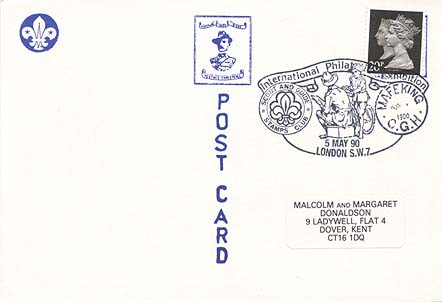 20P
International Philatelic Exhibition
SCOUT AND GUIDE
STAMPS CLUB
MAFEKING
1900
C.G.H.
5 MAY 90
LONDON S.W.7
POST CARD
MALCOLM AND MARGARET
DONALDSON
9 LADYWELL, FLAT 4
DOVER, KENT
CT16 1DQ